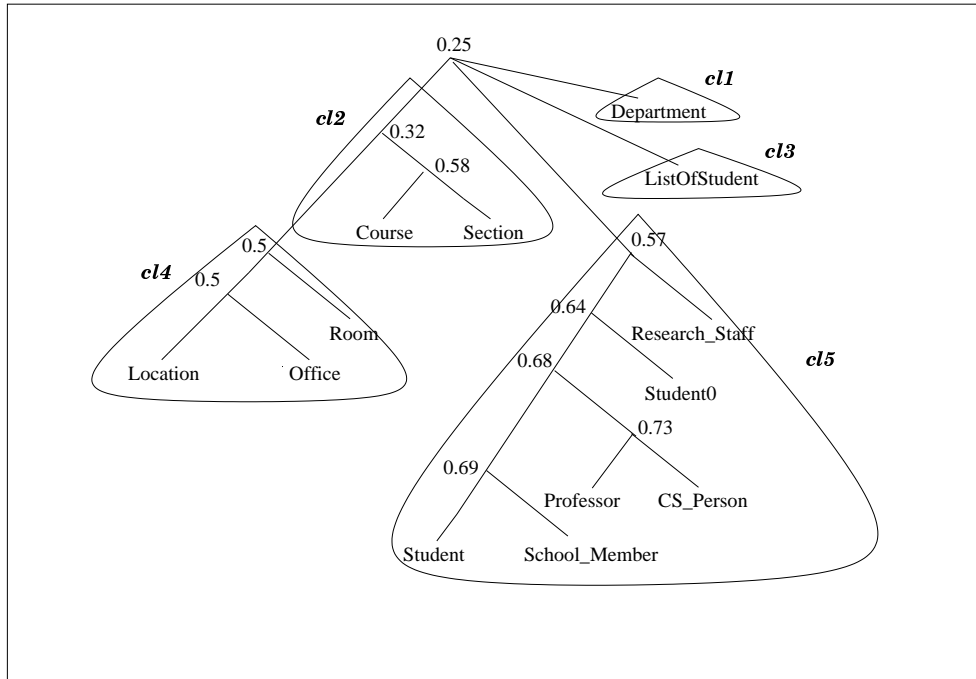 0.25
cl1
Department
cl2
0.32
cl3
0.58
ListOfStudent
Course
Section
0.5
0.57
cl4
0.5
0.64
Room
Research_Staff
Location
Office
0.68
cl5
Student0
0.73
0.69
Professor
CS_Person
Student
School_Member